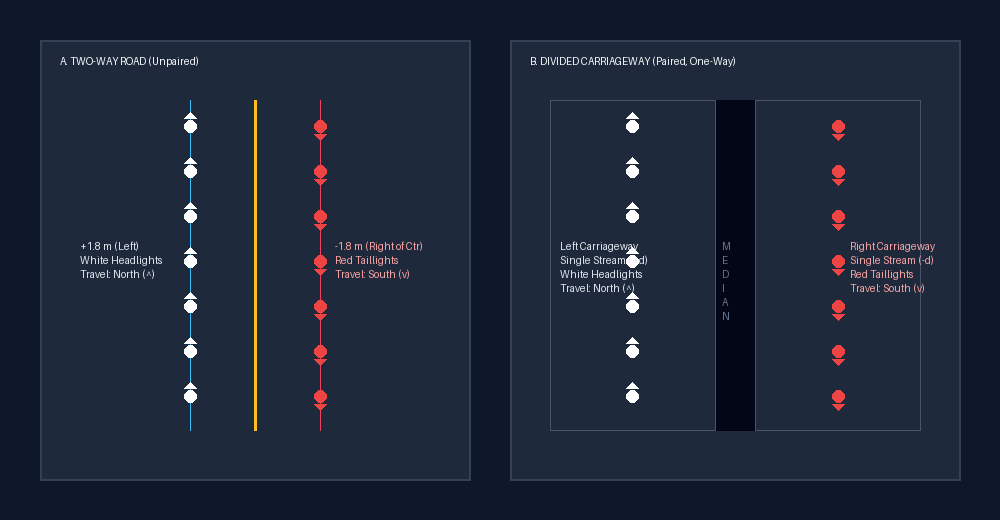 A. TWO-WAY ROAD (Unpaired)
+1.8 m (Left)
White Headlights
Travel: North (^)
-1.8 m (Right of Ctr)
Red Taillights
Travel: South (v)
B. DIVIDED CARRIAGEWAY (Paired, One-Way)
Left Carriageway
Single Stream d)
White Headlights
Travel: North (^)
M
E
D
I
A
N
Right Carriageway
Single Stream (-d)
Red Taillights
Travel: South (v)